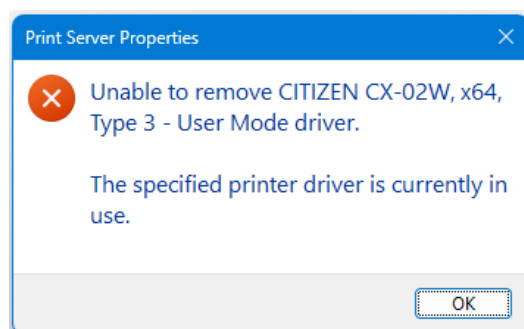 Print Server Properties
Unable to remove CITIZEN CX-02W, x64,
Type 3 - User Mode driver.
The specified printer driver is currently in
use.
OK